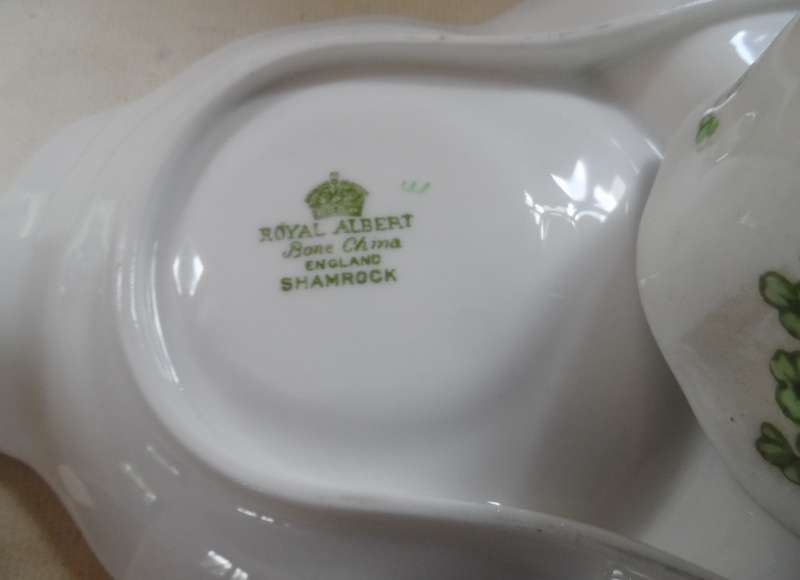 ROYAL ALBERT
Bone China
ENGLAND
SHAMROCK